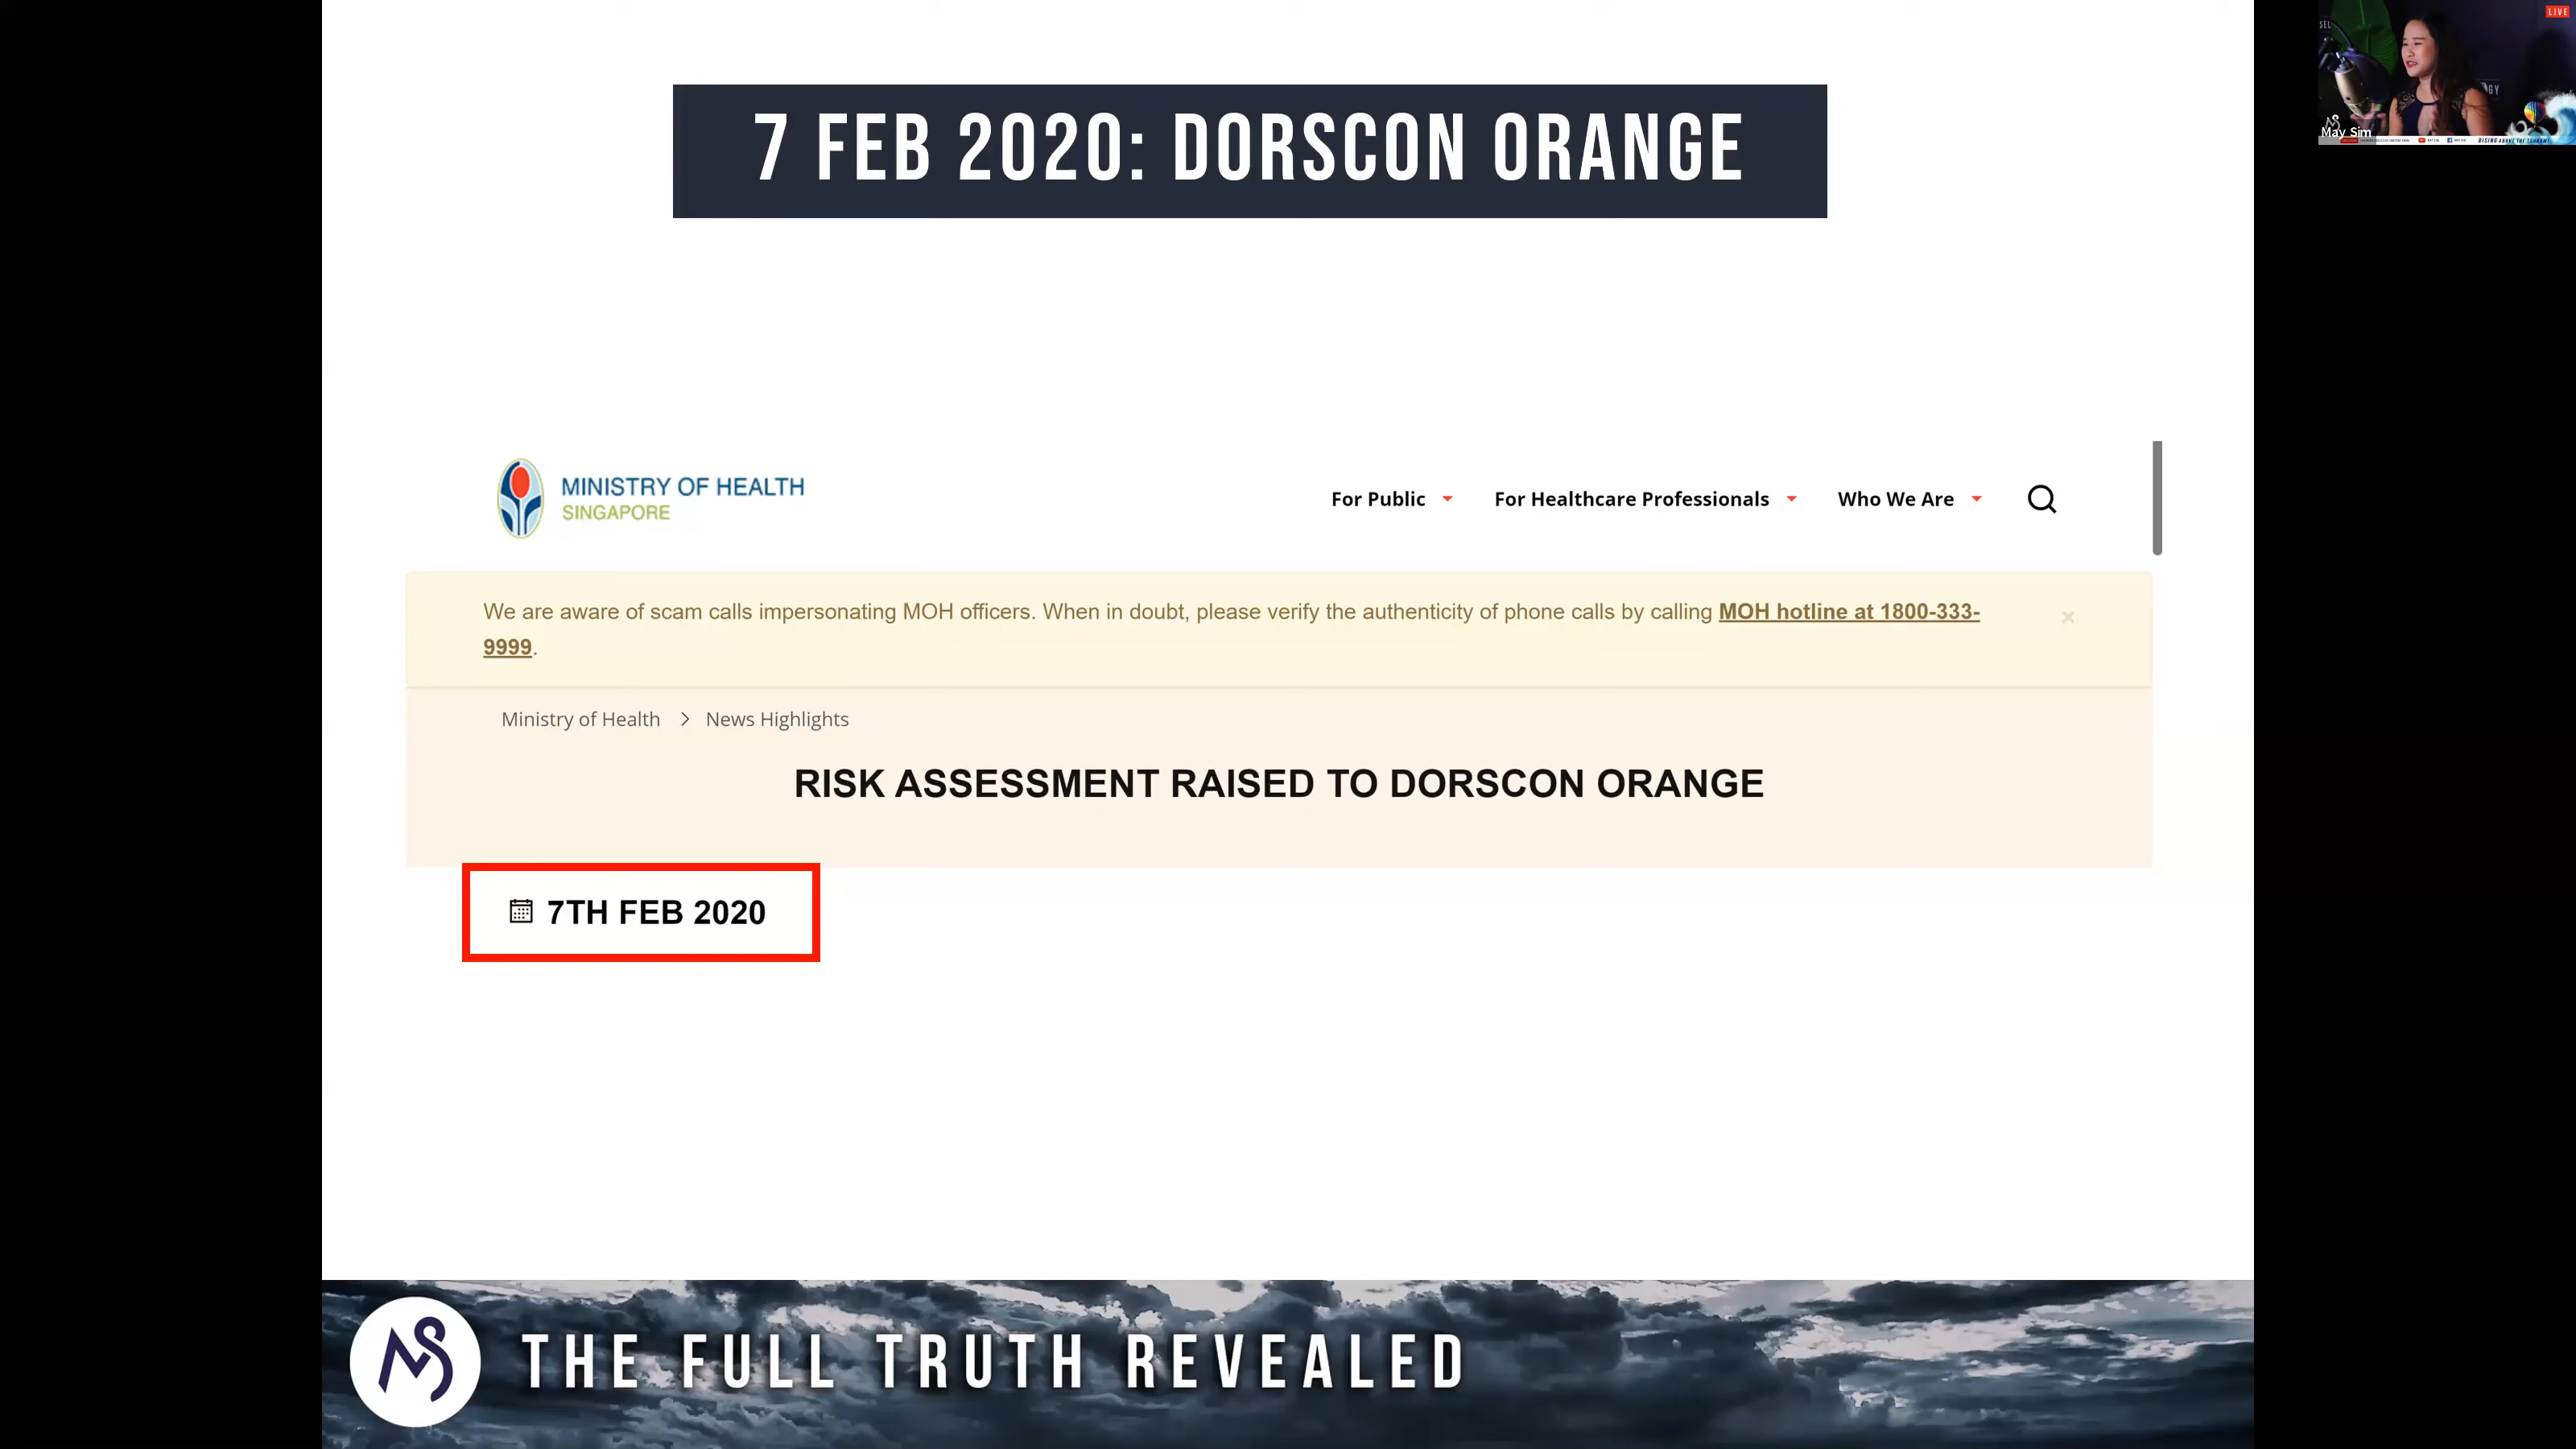 7 FEB 2020: DORSCON ORANGE
LIVE
May Sim
MINISTRY OF HEALTH
SINGAPORE
For Public
For Healthcare Professionals
Who We Are
We are aware of scam calls impersonating MOH officers. When in doubt, please verify the authenticity of phone calls by calling MOH hotline at 1800-333-
9999.
Ministry of Health > News Highlights
RISK ASSESSMENT RAISED TO DORSCON ORANGE
7TH FEB 2020
MS
THE FULL TRUTH REVEALED